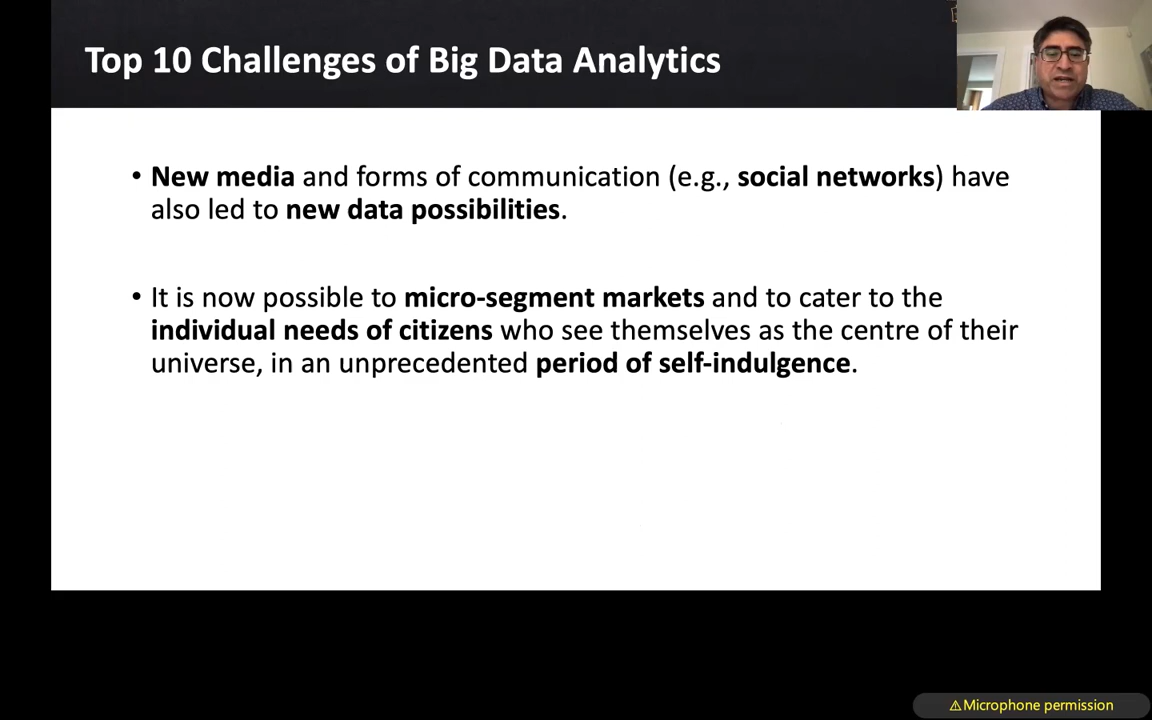 Top 10 Challenges of Big Data Analytics
• New media and forms of communication (e.g., social networks) have
also led to new data possibilities.
• It is now possible to micro-segment markets and to cater to the
individual needs of citizens who see themselves as the centre of their
universe, in an unprecedented period of self-indulgence.
⚠Microphone permission